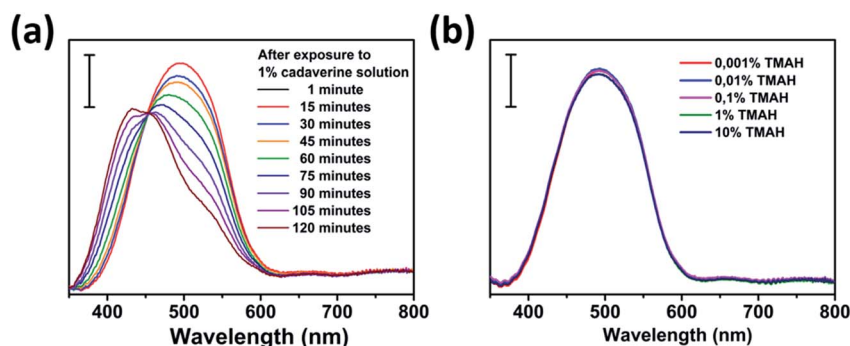 (a)
After exposure to
1% cadaverine solution
1 minute
15 minutes
30 minutes
45 minutes
60 minutes
75 minutes
90 minutes
105 minutes
120 minutes
400 500 600 700 800
Wavelength (nm)
(b)
0,001% TMAH
0,01% TMAH
0,1% TMAH
1% TMAH
10% TMAH
400 500 600 700 800
Wavelength (nm)